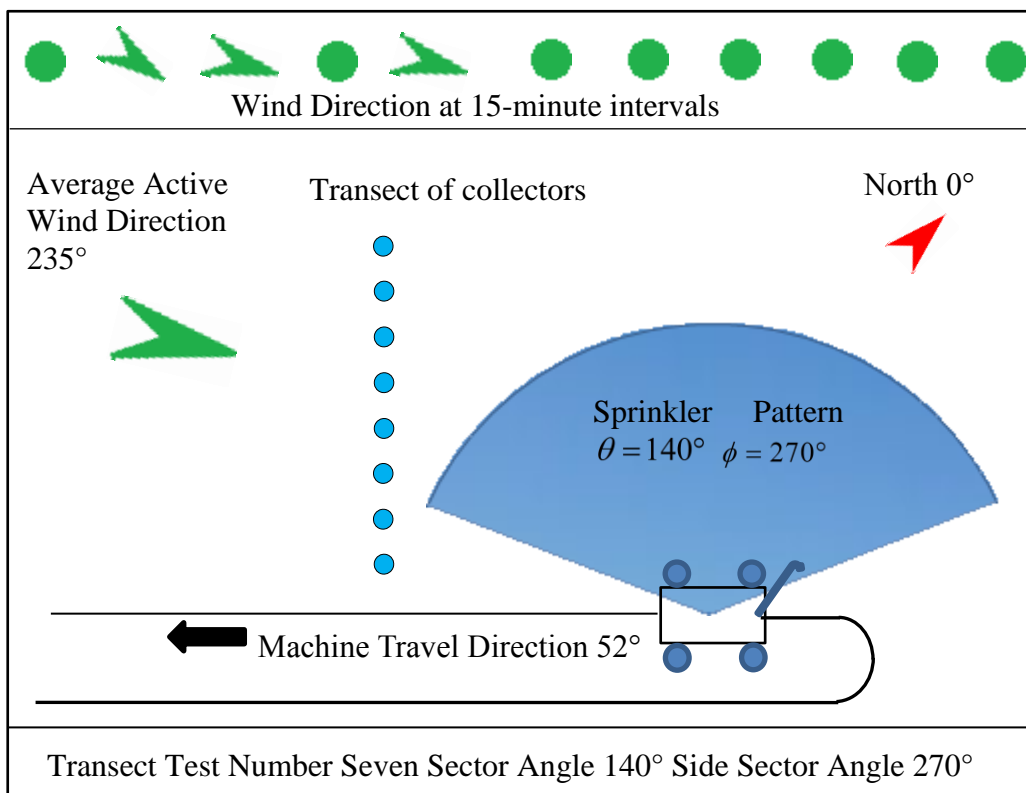 Wind Direction at 15-minute intervals
Average Active
Wind Direction
235°
Transect of collectors
North 0°
Sprinkler Pattern
θ = 140° ϕ = 270°
Machine Travel Direction 52°
Transect Test Number Seven Sector Angle 140° Side Sector Angle 270°